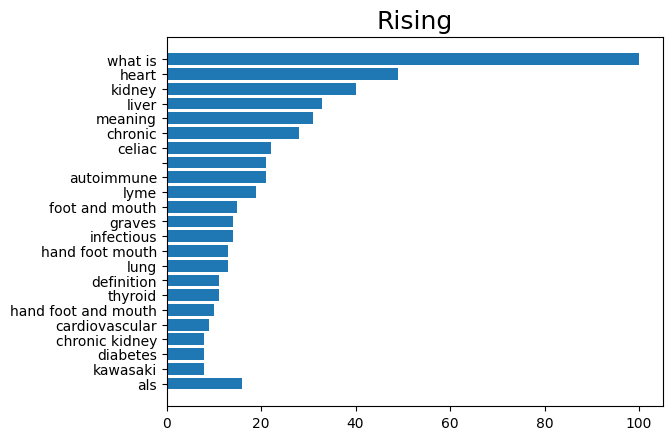 Rising
what is
heart
kidney
liver
meaning
chronic
celiac
autoimmune
lyme
foot and mouth
graves
infectious
hand foot mouth
lung
definition
thyroid
hand foot and mouth
cardiovascular
chronic kidney
diabetes
kawasaki
als
0 20 40 60 80 100